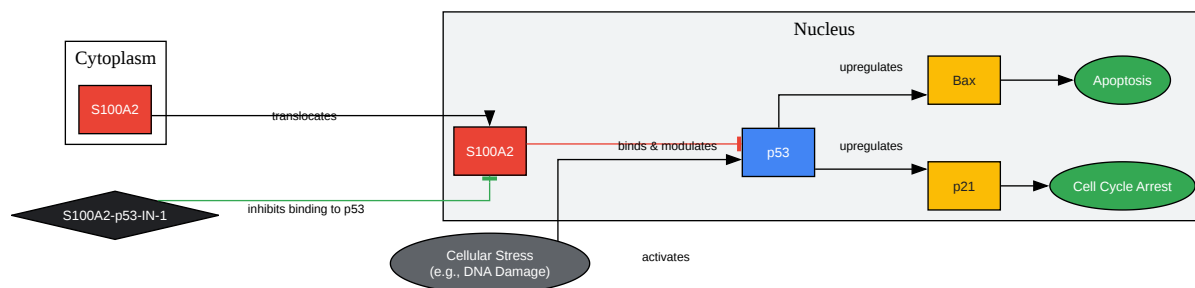 Nucleus
Cytoplasm
upregulates
Bax
Apoptosis
S100A2
translocates
S100A2
binds & modulates
p53
upregulates
p21
Cell Cycle Arrest
S100A2-p53-IN-1
inhibits binding to p53
Cellular Stress
(e.g., DNA Damage)
activates